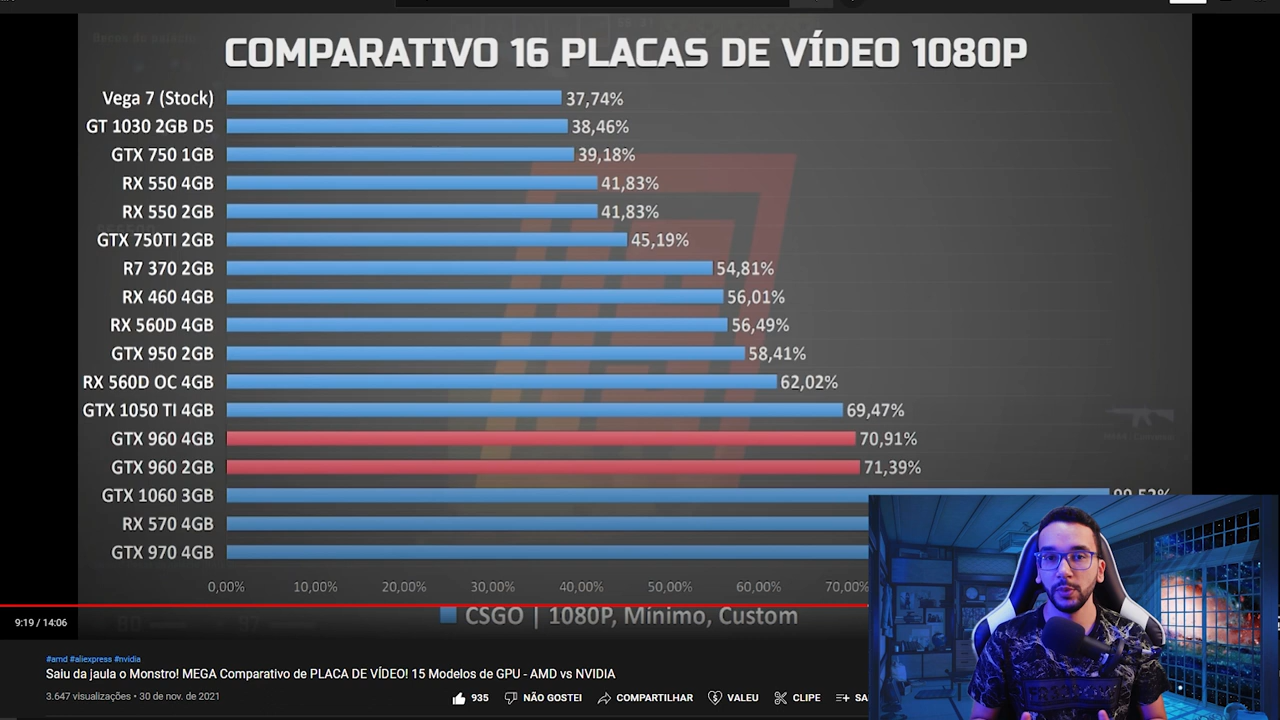 COMPARATIVO 16 PLACAS DE VÍDEO 1080P
Vega 7 (Stock) 37,74%
GT 1030 2GB D5 38,46%
GTX 750 1GB 39,18%
RX 550 4GB 41,83%
RX 550 2GB 41,83%
GTX 750TI 2GB 45,19%
R7 370 2GB 54,81%
RX 460 4GB 56,01%
RX 560D 4GB 56,49%
GTX 950 2GB 58,41%
RX 560D OC 4GB 62,02%
GTX 1050 TI 4GB 69,47%
GTX 960 4GB 70,91%
GTX 960 2GB 71,39%
GTX 1060 3GB
RX 570 4GB
GTX 970 4GB
0,00% 10,00% 20,00% 30,00% 40,00% 50,00% 60,00% 70,00%
CSGO | 1080P, Mínimo, Custom
9:19 / 14:06
#amd #aliexpress #nvidia
Saiu da jaula o Monstro! MEGA Comparativo de PLACA DE VÍDEO! 15 Modelos de GPU - AMD vs NVIDIA
3.647 visualizações • 30 de nov. de 2021 935 NÃO GOSTEI COMPARTILHAR VALEU CLIPE SA